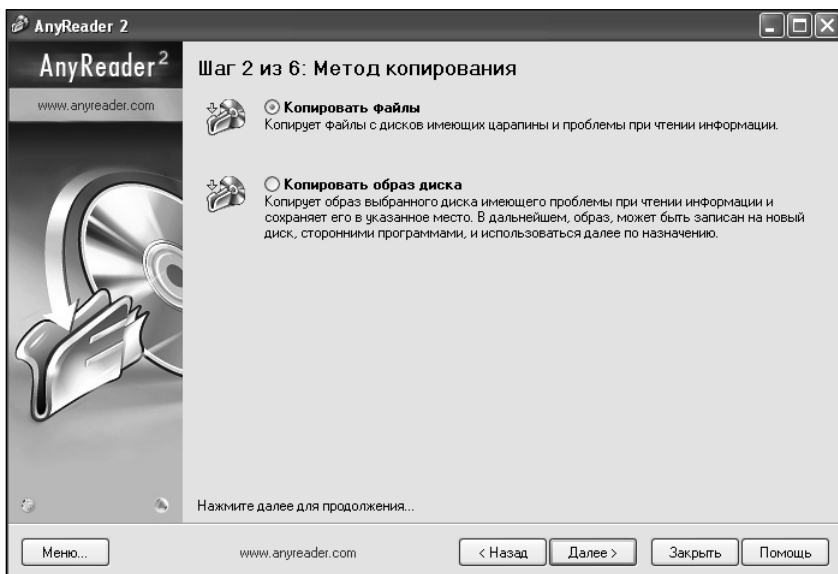 AnyReader 2
AnyReader²
www.anyreader.com
Шаг 2 из 6: Метод копирования
Копировать файлы
Копирует файлы с дисков имеющих царапины и проблемы при чтении информации.
Копировать образ диска
Копирует образ выбранного диска имеющего проблемы при чтении информации и
сохраняет его в указанное место. В дальнейшем, образ, может быть записан на новый
диск, сторонними программами, и использоваться далее по назначению.
Нажмите далее для продолжения...
Меню...
www.anyreader.com
< Назад
Далее >
Закрыть
Помощь